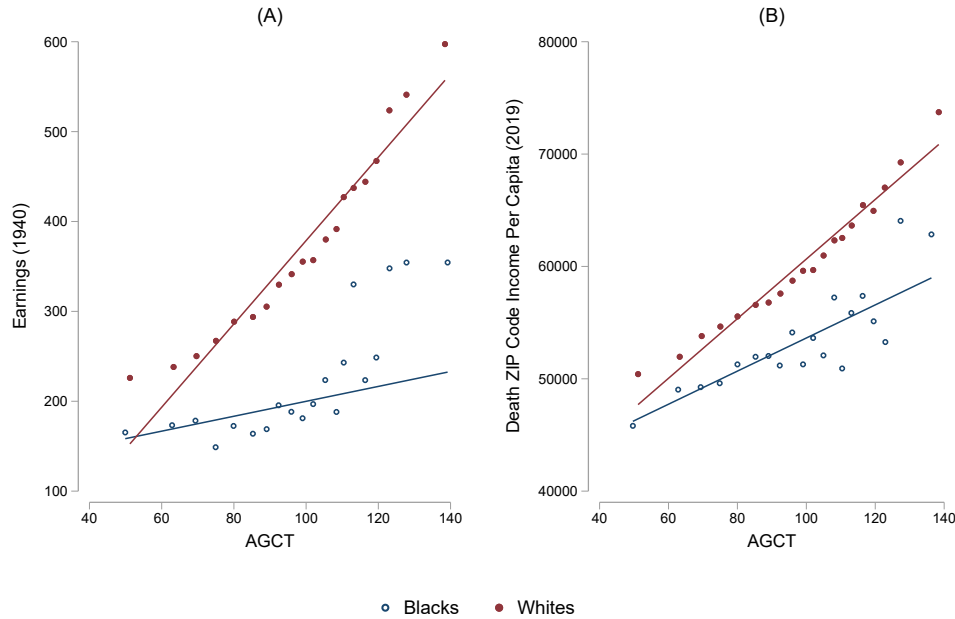 (A)
Earnings (1940)
600
500
400
300
200
100
40 60 80 100 120 140
AGCT
(B)
Death ZIP Code Income Per Capita (2019)
80000
70000
60000
50000
40000
40 60 80 100 120 140
AGCT
Blacks Whites